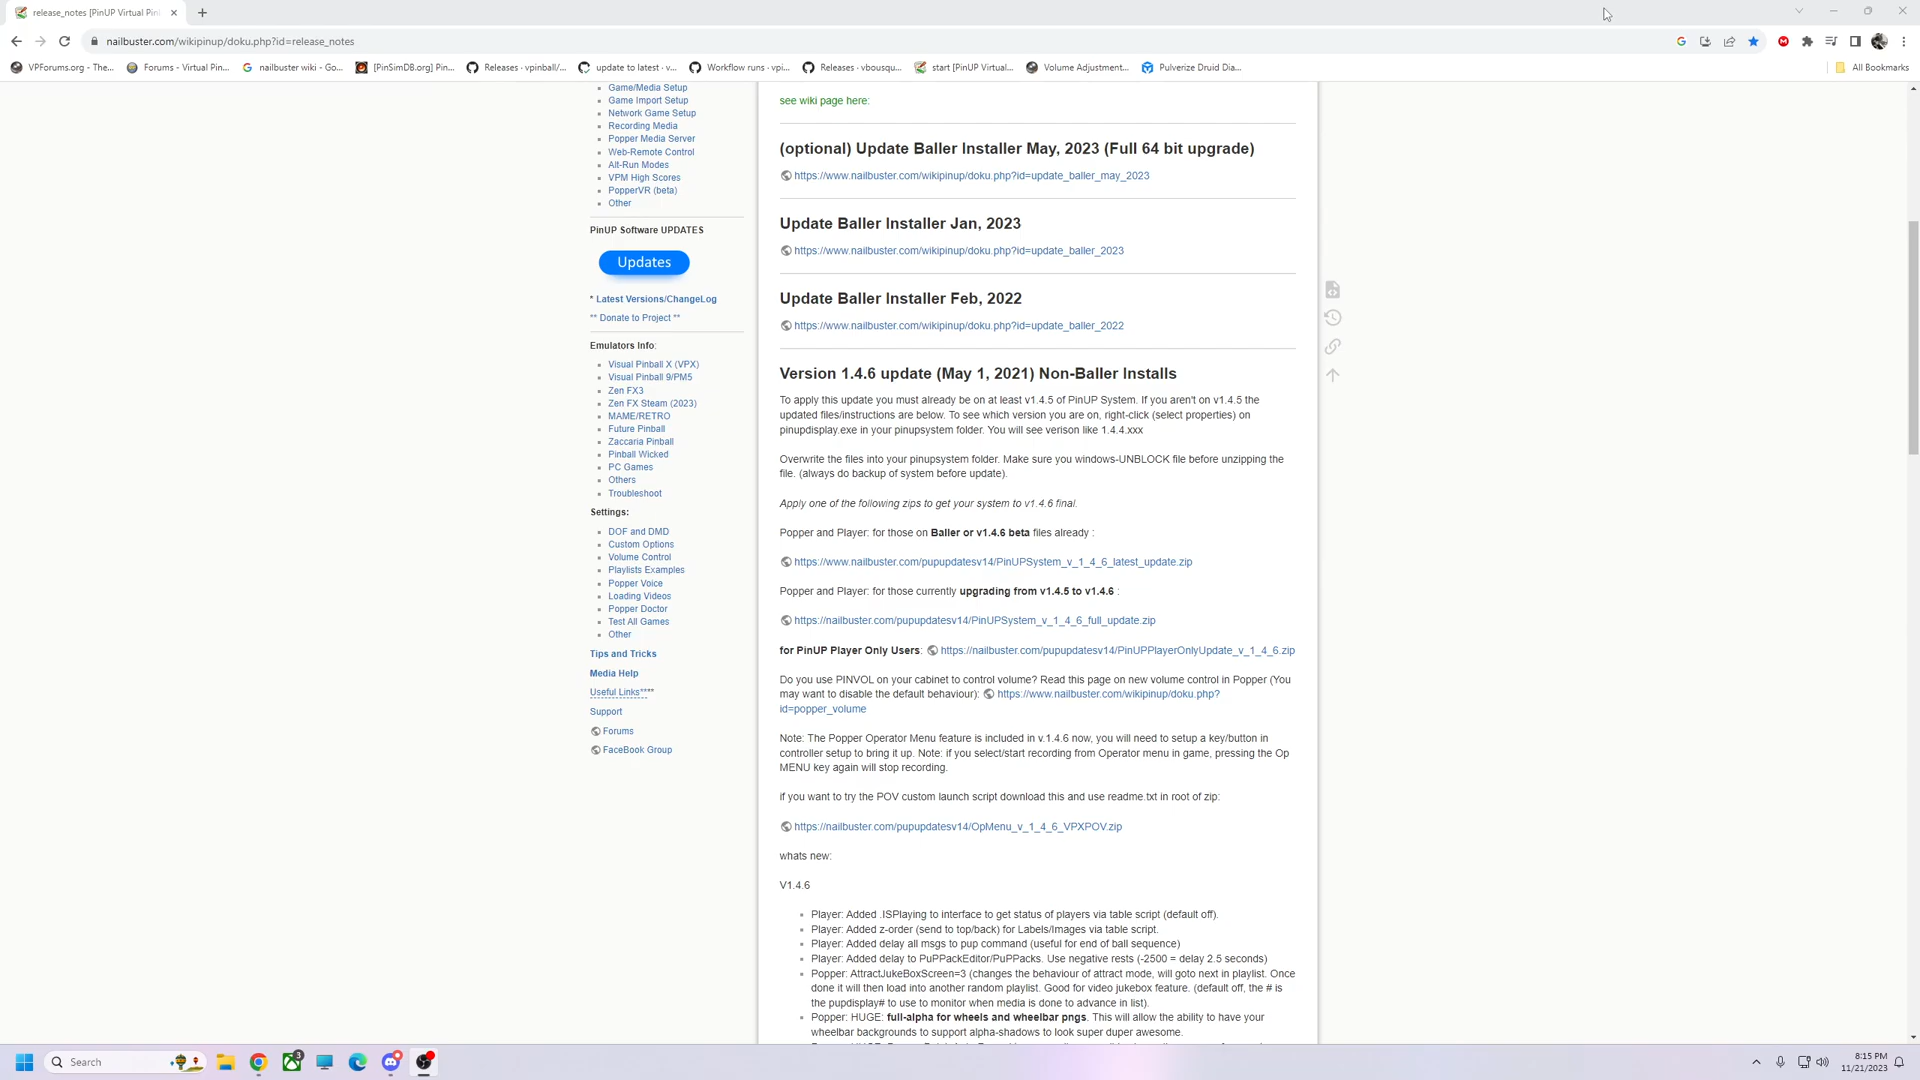 release_notes [PinUP Virtual Pin
nailbuster.com/wikipinup/doku.php?id=release_notes
VPForums.org - The...
Forums - Virtual Pin...
nailbuster wiki - Go...
[PinSimDB.org] Pin...
Releases · vpinball/...
update to latest · v...
Workflow runs · vpi...
Releases · vbousqu...
start [PinUP Virtual...
Volume Adjustment...
Pulverize Druid Dia...
All Bookmarks
Game/Media Setup
Game Import Setup
Network Game Setup
Recording Media
Popper Media Server
Web-Remote Control
Alt-Run Modes
VPM High Scores
PopperVR (beta)
Other
PinUP Software UPDATES
Updates
* Latest Versions/ChangeLog
** Donate to Project **
Emulators Info:
Visual Pinball X (VPX)
Visual Pinball 9/PM5
Zen FX3
Zen FX Steam (2023)
MAME/RETRO
Future Pinball
Zaccaria Pinball
Pinball Wicked
PC Games
Others
Troubleshoot
Settings:
DOF and DMD
Custom Options
Volume Control
Playlists Examples
Popper Voice
Loading Videos
Popper Doctor
Test All Games
Other
Tips and Tricks
Media Help
Useful Links****
Support
Forums
FaceBook Group
see wiki page here:
(optional) Update Baller Installer May, 2023 (Full 64 bit upgrade)
https://www.nailbuster.com/wikipinup/doku.php?id=update_baller_may_2023
Update Baller Installer Jan, 2023
https://www.nailbuster.com/wikipinup/doku.php?id=update_baller_2023
Update Baller Installer Feb, 2022
https://www.nailbuster.com/wikipinup/doku.php?id=update_baller_2022
Version 1.4.6 update (May 1, 2021) Non-Baller Installs
To apply this update you must already be on at least v1.4.5 of PinUP System. If you aren't on v1.4.5 the
updated files/instructions are below. To see which version you are on, right-click (select properties) on
pinupdisplay.exe in your pinupsystem folder. You will see verison like 1.4.4.xxx
Overwrite the files into your pinupsystem folder. Make sure you windows-UNBLOCK file before unzipping the
file. (always do backup of system before update).
Apply one of the following zips to get your system to v1.4.6 final.
Popper and Player: for those on Baller or v1.4.6 beta files already :
https://www.nailbuster.com/pupupdatesv14/PinUPSystem_v_1_4_6_latest_update.zip
Popper and Player: for those currently upgrading from v1.4.5 to v1.4.6 :
https://nailbuster.com/pupupdatesv14/PinUPSystem_v_1_4_6_full_update.zip
for PinUP Player Only Users: https://nailbuster.com/pupupdatesv14/PinUPPlayerOnlyUpdate_v_1_4_6.zip
Do you use PINVOL on your cabinet to control volume? Read this page on new volume control in Popper (You
may want to disable the default behaviour): https://www.nailbuster.com/wikipinup/doku.php?
id=popper_volume
Note: The Popper Operator Menu feature is included in v.1.4.6 now, you will need to setup a key/button in
controller setup to bring it up. Note: if you select/start recording from Operator menu in game, pressing the Op
MENU key again will stop recording.
if you want to try the POV custom launch script download this and use readme.txt in root of zip:
https://nailbuster.com/pupupdatesv14/OpMenu_v_1_4_6_VPXPOV.zip
whats new:
V1.4.6
Player: Added .ISPlaying to interface to get status of players via table script (default off).
Player: Added z-order (send to top/back) for Labels/Images via table script.
Player: Added delay all msgs to pup command (useful for end of ball sequence)
Player: Added delay to PuPPackEditor/PuPPacks. Use negative rests (-2500 = delay 2.5 seconds)
Popper: AttractJukeBoxScreen=3 (changes the behaviour of attract mode, will goto next in playlist. Once
done it will then load into another random playlist. Good for video jukebox feature. (default off, the # is
the pupdisplay# to use to monitor when media is done to advance in list).
Popper: HUGE: full-alpha for wheels and wheelbar pngs. This will allow the ability to have your
wheelbar backgrounds to support alpha-shadows to look super duper awesome.
Search
3
8:15 PM
11/21/2023